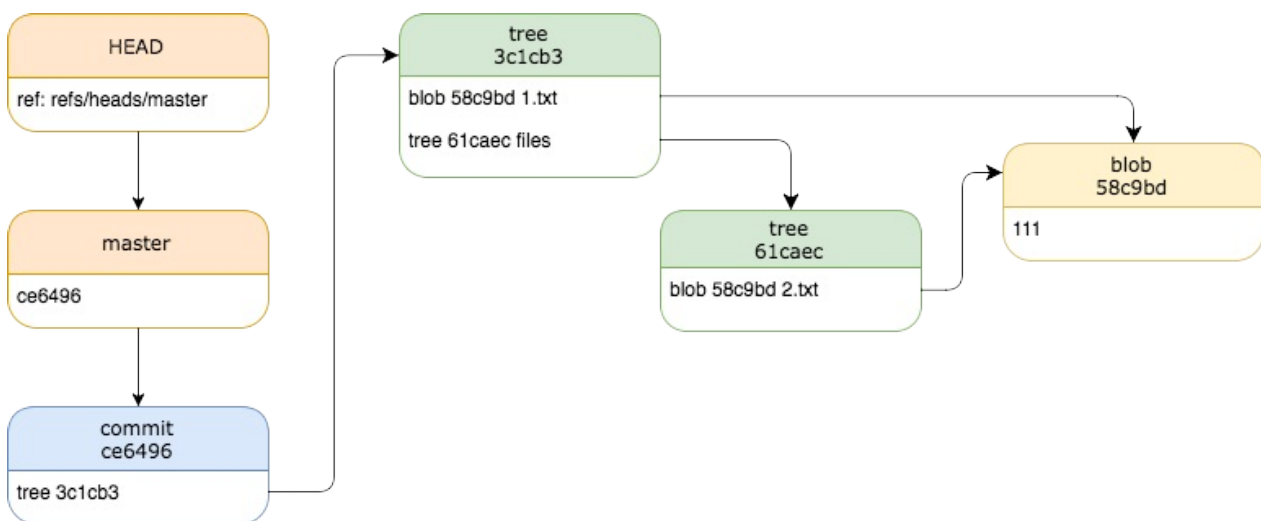 HEAD
ref: refs/heads/master
master
ce6496
commit
ce6496
tree 3c1cb3
tree
3c1cb3
blob 58c9bd 1.txt
tree 61caec files
tree
61caec
blob 58c9bd 2.txt
blob
58c9bd
111